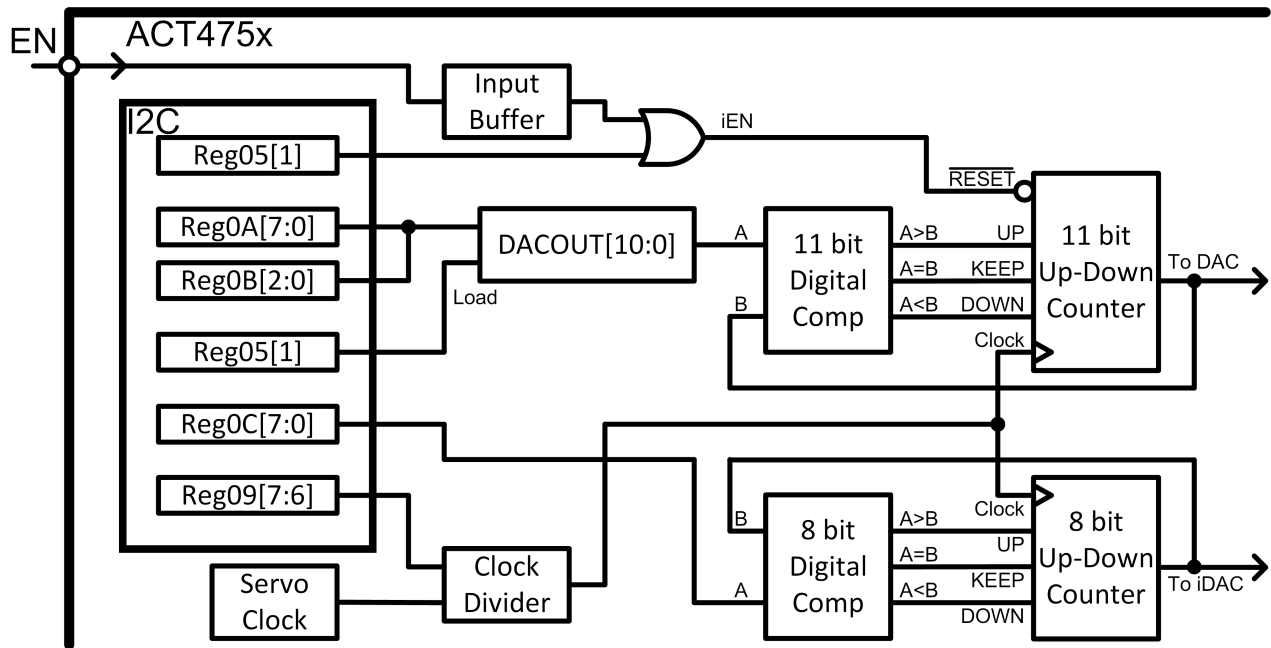 EN
ACT475x
I2C
Input
Buffer
iEN
Reg05[1]
RESET
Reg0A[7:0]
Reg0B[2:0]
DACOUT[10:0]
Load
A
B
11 bit
Digital
Comp
A>B
A=B
A<B
UP
KEEP
DOWN
Clock
11 bit
Up-Down
Counter
To DAC
Reg05[1]
Reg0C[7:0]
Reg09[7:6]
Servo
Clock
Clock
Divider
B
A
8 bit
Digital
Comp
A>B
A=B
A<B
Clock
UP
KEEP
DOWN
8 bit
Up-Down
Counter
To iDAC